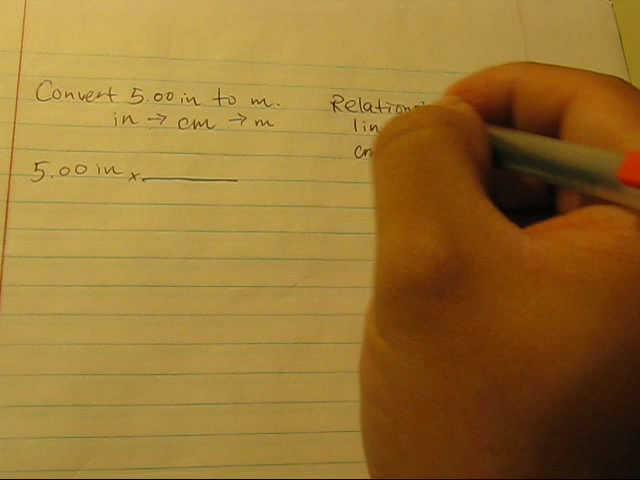 Convert 5.00 in to m.
in → cm → m
5.00 in x